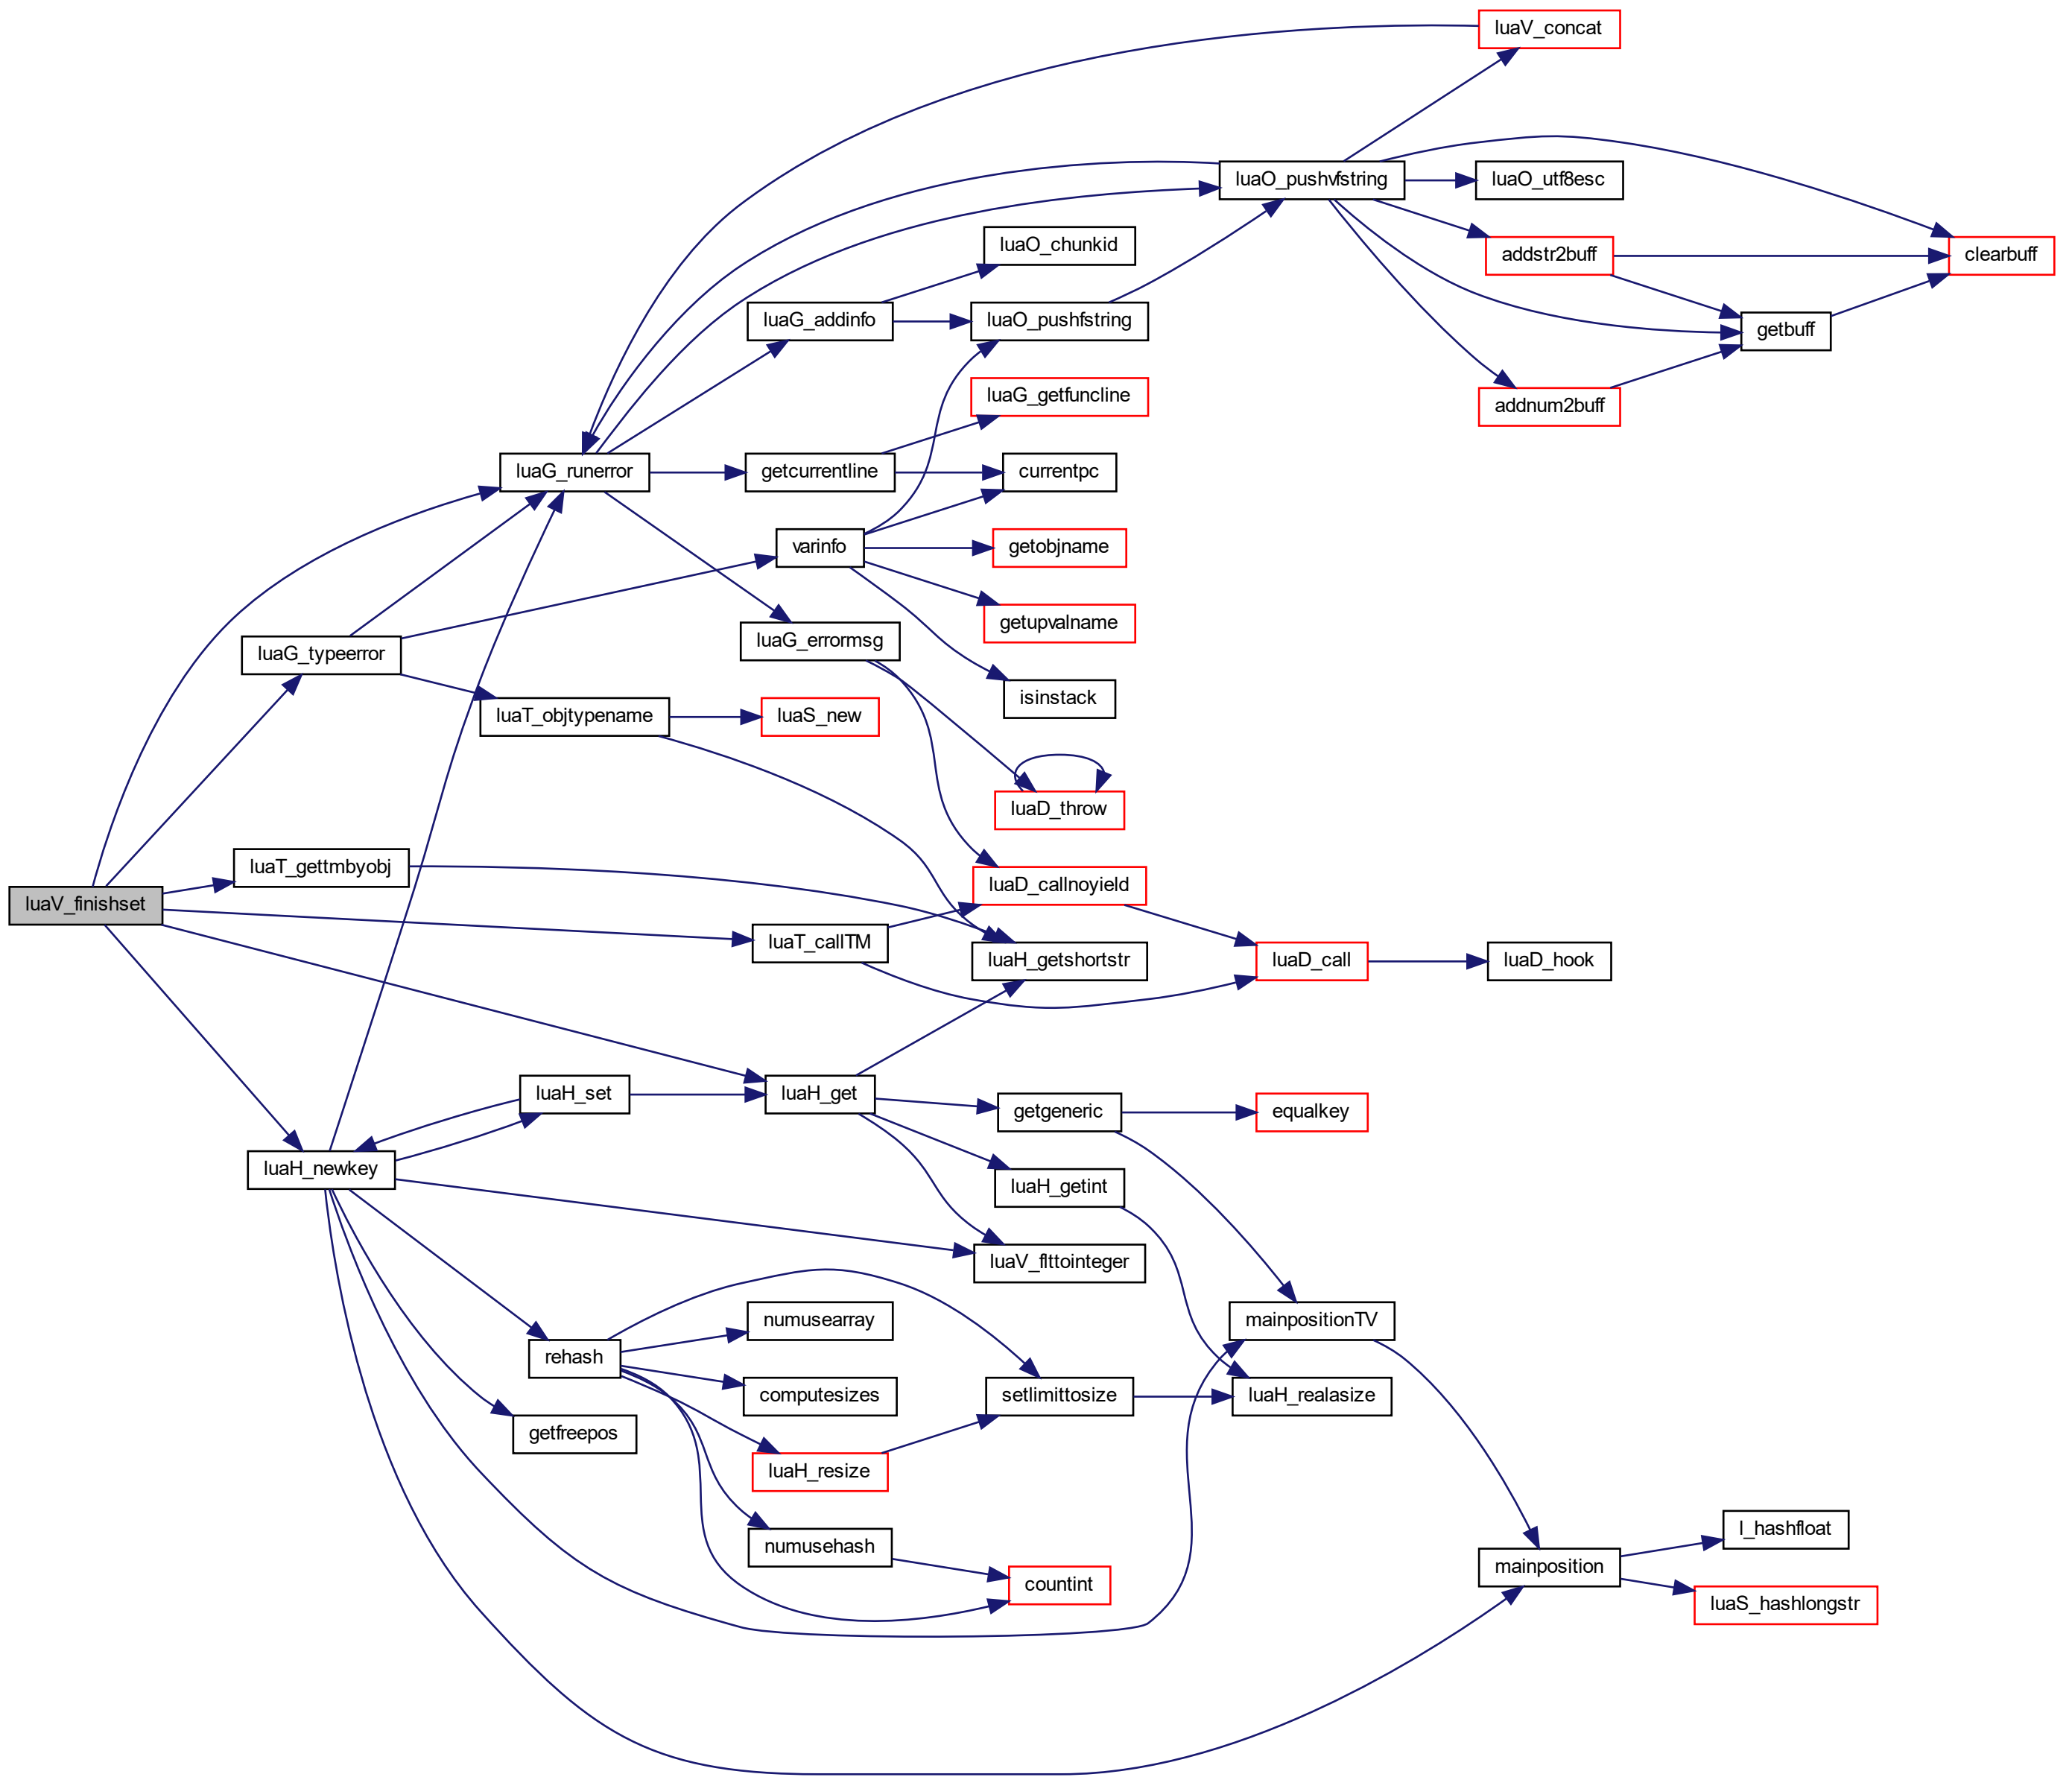 luaV_concat
luaO_pushvfstring
luaO_utf8esc
luaO_chunkid
addstr2buff
clearbuff
luaG_addinfo
luaO_pushfstring
getbuff
luaG_getfuncline
addnum2buff
luaG_runerror
getcurrentline
currentpc
varinfo
getobjname
getupvalname
luaG_typeerror
luaG_errormsg
isinstack
luaT_objtypename
luaS_new
luaD_throw
luaT_gettmbyobj
luaD_callnoyield
luaV_finishset
luaT_callTM
luaH_getshortstr
luaD_call
luaD_hook
luaH_set
luaH_get
getgeneric
equalkey
luaH_newkey
luaH_getint
luaV_flttointeger
numusearray
mainpositionTV
rehash
computesizes
setlimittosize
luaH_realasize
getfreepos
luaH_resize
numusehash
l_hashfloat
mainposition
countint
luaS_hashlongstr